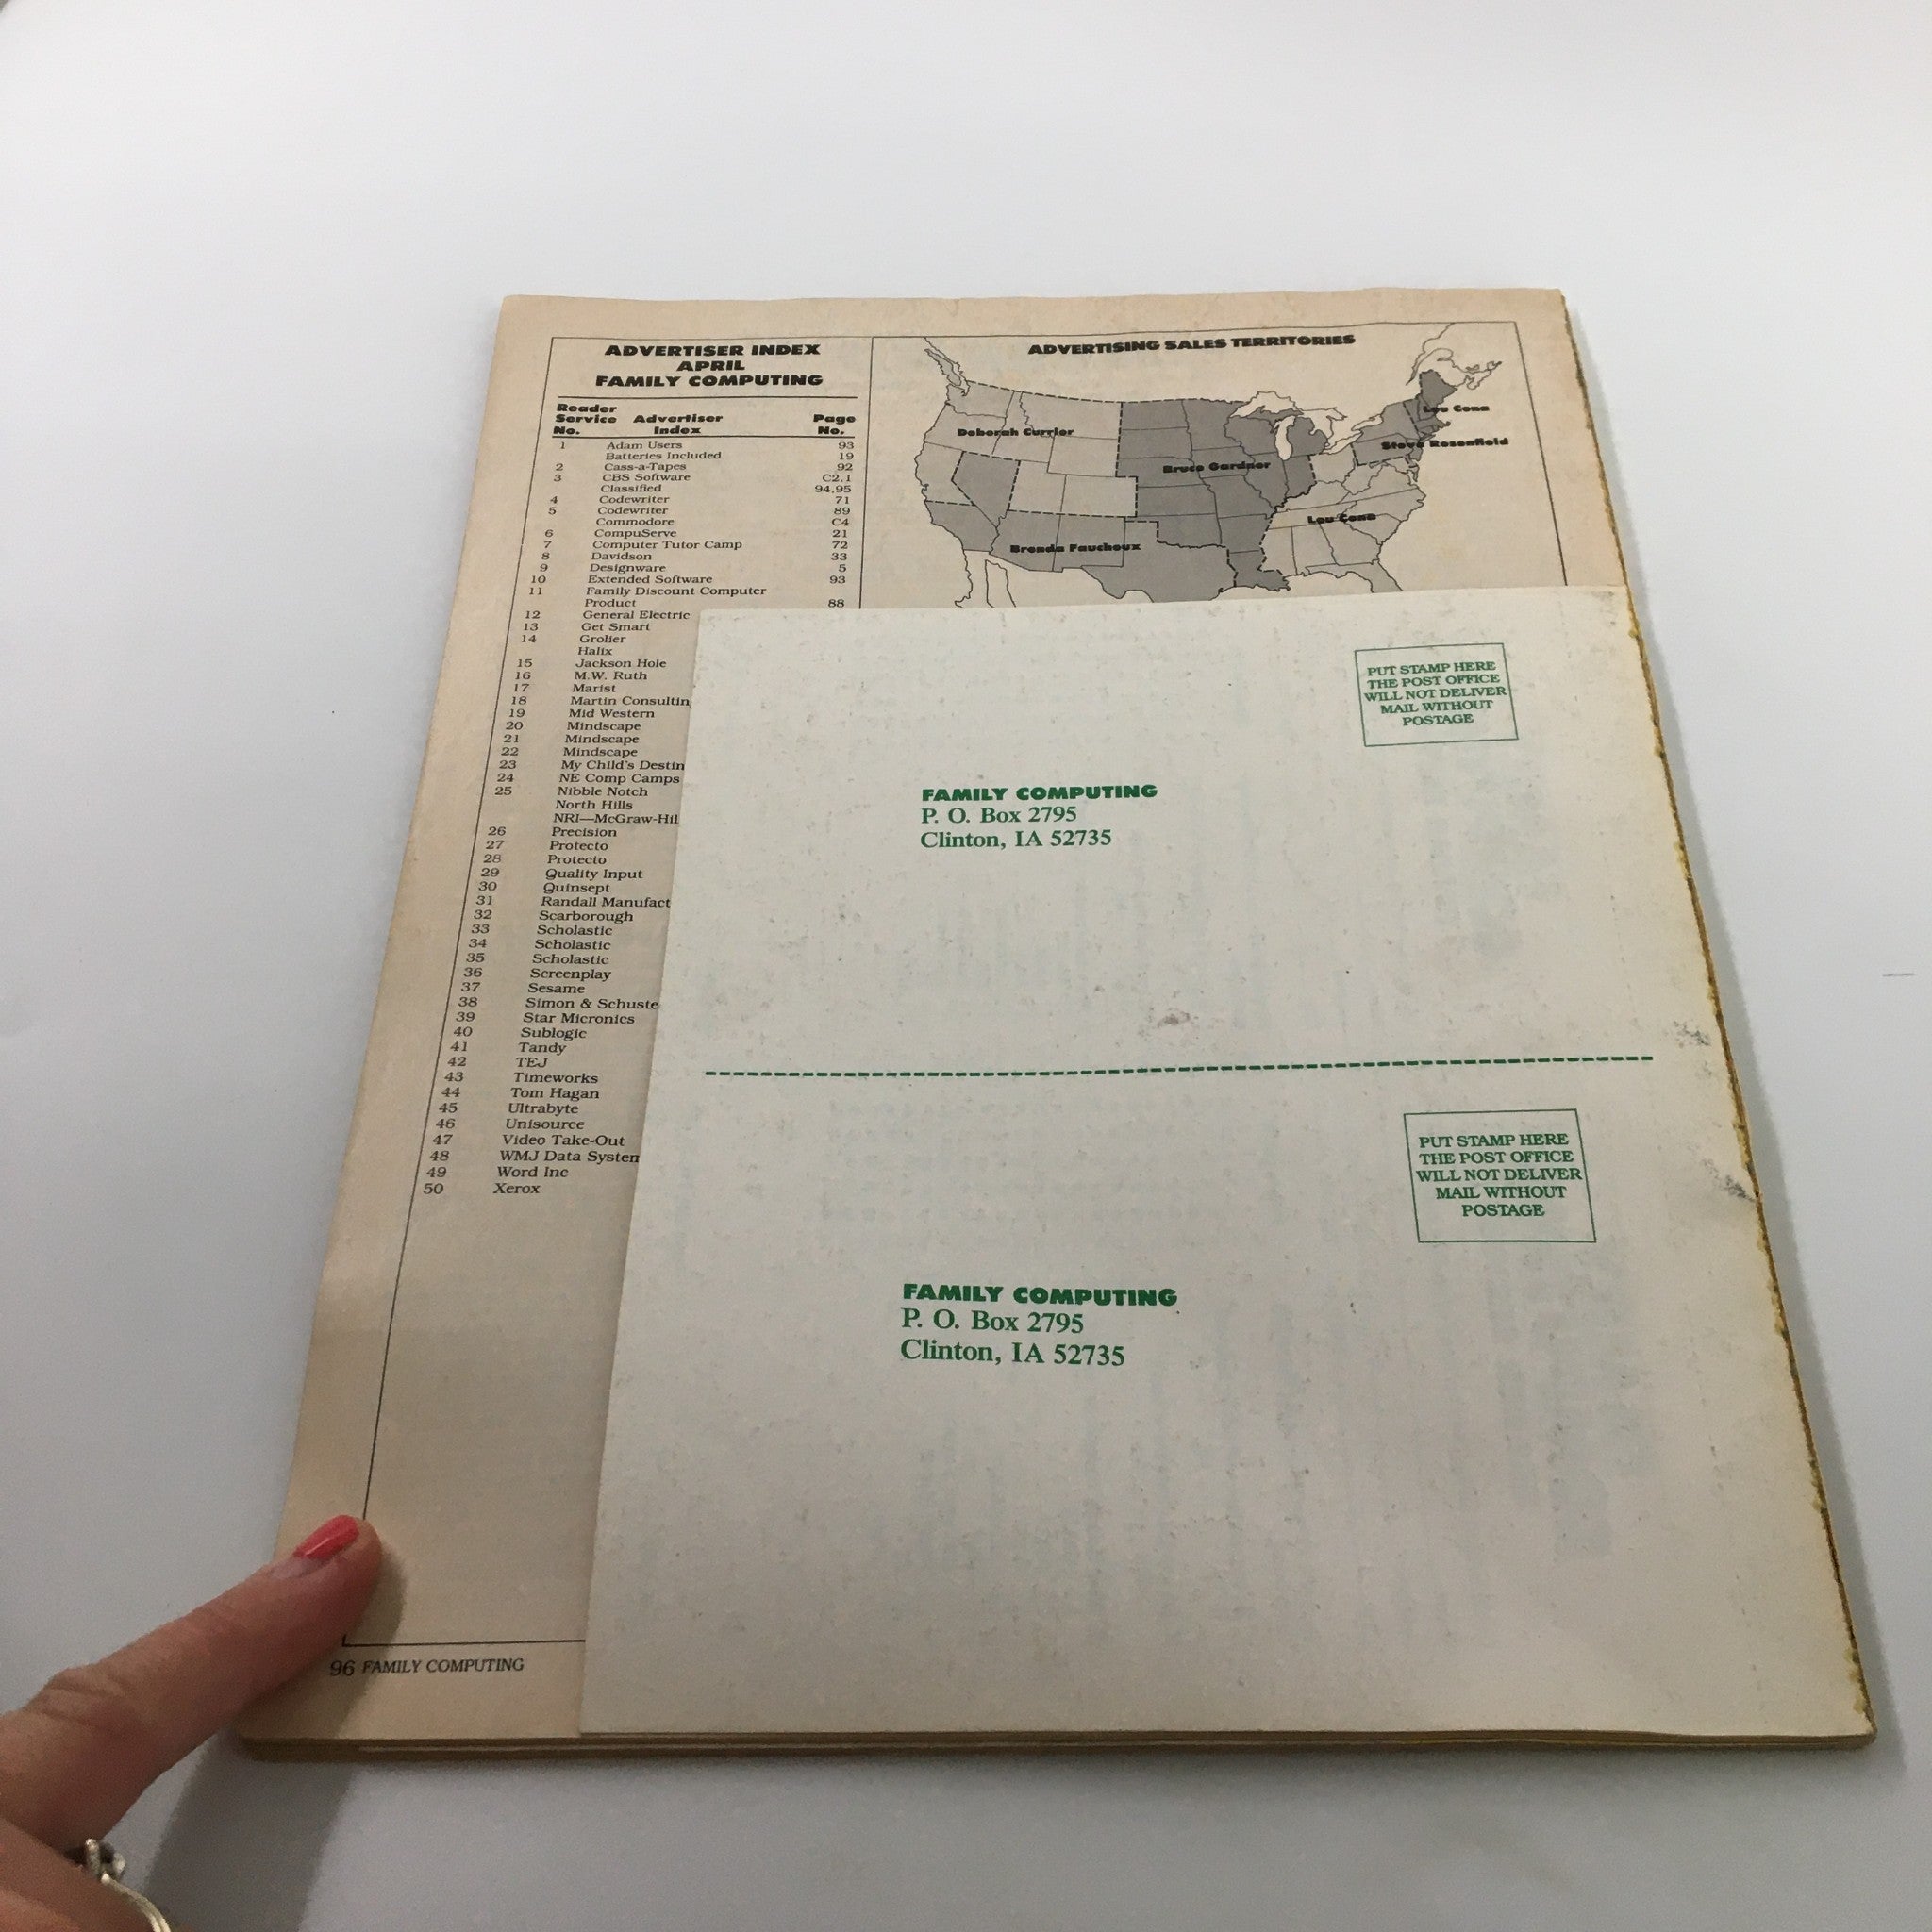 ADVERTISER INDEX
APRIL
FAMILY COMPUTING
Reader
Service Advertiser Page
No. Index No.
1 Adam Users 93
Batteries Included 19
2 Cass-a-Tapes 92
3 CBS Software C2,1
Classified 94,95
4 Codewriter 71
5 Codewriter 89
Commodore C4
6 CompuServe 21
7 Computer Tutor Camp 72
8 Davidson 33
9 Designware 5
10 Extended Software 93
11 Family Discount Computer
Product 88
12 General Electric
13 Get Smart
14 Grolier
Halix
15 Jackson Hole
16 M.W. Ruth
17 Marist
18 Martin Consultin
19 Mid Western
20 Mindscape
21 Mindscape
22 Mindscape
23 My Child's Destin
24 NE Comp Camps
25 Nibble Notch
North Hills
NRI—McGraw-Hil
26 Precision
27 Protecto
28 Protecto
29 Quality Input
30 Quinsept
31 Randall Manufact
32 Scarborough
33 Scholastic
34 Scholastic
35 Scholastic
36 Screenplay
37 Sesame
38 Simon & Schuste
39 Star Micronics
40 Sublogic
41 Tandy
42 TEJ
43 Timeworks
44 Tom Hagan
45 Ultrabyte
46 Unisource
47 Video Take-Out
48 WMJ Data System
49 Word Inc
50 Xerox
96 FAMILY COMPUTING
ADVERTISING SALES TERRITORIES
Lou Cona
Deborah Currier
Steve Rosenfield
Bruce Gardner
Lou Cona
Brenda Fauchoux
PUT STAMP HERE
THE POST OFFICE
WILL NOT DELIVER
MAIL WITHOUT
POSTAGE
FAMILY COMPUTING
P. O. Box 2795
Clinton, IA 52735
PUT STAMP HERE
THE POST OFFICE
WILL NOT DELIVER
MAIL WITHOUT
POSTAGE
FAMILY COMPUTING
P. O. Box 2795
Clinton, IA 52735